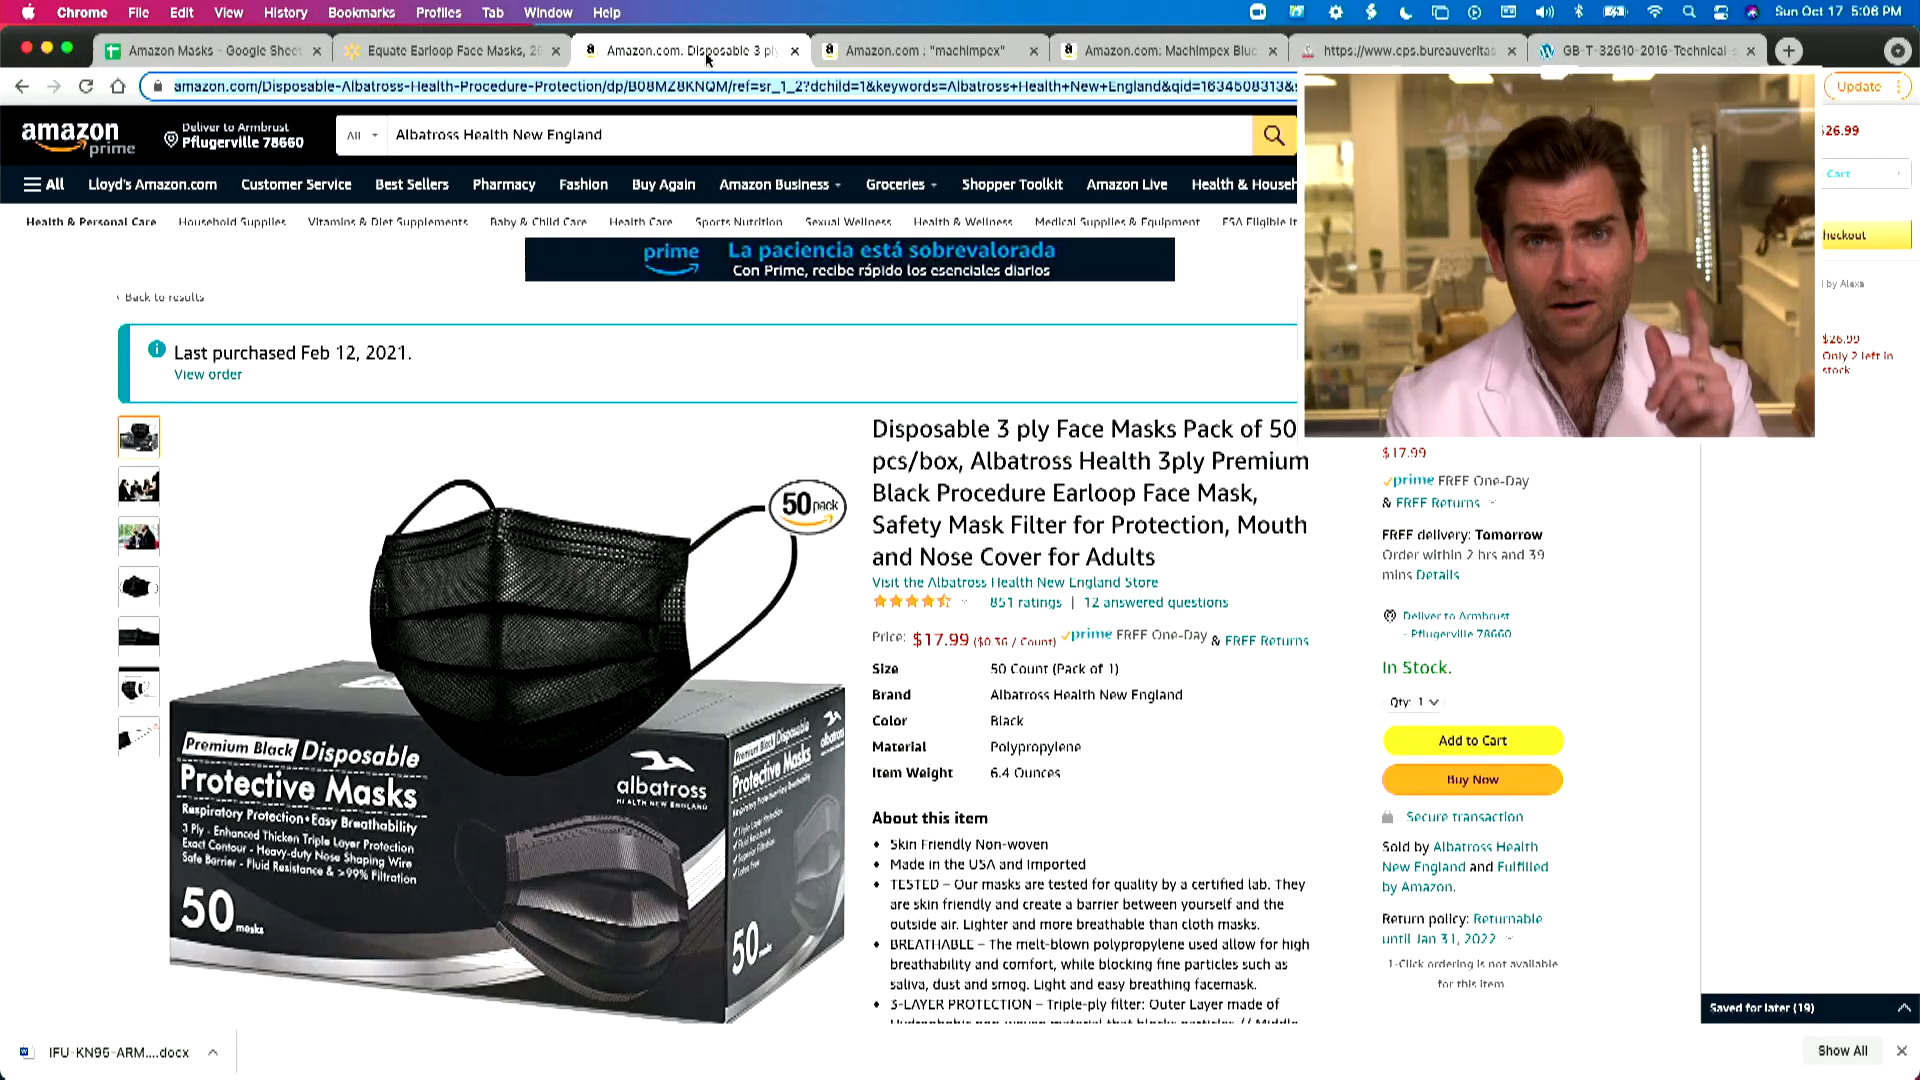 Chrome File Edit View History Bookmarks Profiles Tab Window Help
Sun Oct 17 5:06 PM
Amazon Masks - Google Sheet
Equate Earloop Face Masks, 2
Amazon.com: Disposable 3 pl
Amazon.com : "machimpex"
Amazon.com: Machimpex Blu
https://www.cps.bureauveritas
GB-T-32610-2016-Technical-s
amazon.com/Disposable-Albatross-Health-Procedure-Protection/dp/B08MZ8KNQM/ref=sr_1_2?dchild=1&keywords=Albatross+Health+New+England&qid=1634508313&s
Update
amazon prime
Deliver to Armbrust
Pflugerville 78660
All
Albatross Health New England
$26.99
Cart
All Lloyd's Amazon.com Customer Service Best Sellers Pharmacy Fashion Buy Again Amazon Business Groceries Shopper Toolkit Amazon Live Health & Househ
Health & Personal Care Household Supplies Vitamins & Diet Supplements Baby & Child Care Health Care Sports Nutrition Sexual Wellness Health & Wellness Medical Supplies & Equipment FSA Eligible It
heckout
prime
La paciencia está sobrevalorada
Con Prime, recibe rápido los esenciales diarios
by Alexa
‹ Back to results
$26.99
Only 2 left in
stock
Last purchased Feb 12, 2021.
View order
50 pack
Premium Black Disposable
Protective Masks
Respiratory Protection•Easy Breathability
3 Ply - Enhanced Thicken Triple Layer Protection
Exact Contour - Heavy-duty Nose Shaping Wire
Safe Barrier - Fluid Resistance & >99% Filtration
50 masks
albatross
HEALTH NEW ENGLAND
Premium Black Disposable
Protective Masks
albatross
50
Disposable 3 ply Face Masks Pack of 50
pcs/box, Albatross Health 3ply Premium
Black Procedure Earloop Face Mask,
Safety Mask Filter for Protection, Mouth
and Nose Cover for Adults
Visit the Albatross Health New England Store
851 ratings | 12 answered questions
Price: $17.99 ($0.36 / Count) prime FREE One-Day & FREE Returns
Size 50 Count (Pack of 1)
Brand Albatross Health New England
Color Black
Material Polypropylene
Item Weight 6.4 Ounces
About this item
• Skin Friendly Non-woven
• Made in the USA and Imported
• TESTED – Our masks are tested for quality by a certified lab. They
are skin friendly and create a barrier between yourself and the
outside air. Lighter and more breathable than cloth masks.
• BREATHABLE – The melt-blown polypropylene used allow for high
breathability and comfort, while blocking fine particles such as
saliva, dust and smog. Light and easy breathing facemask.
• 3-LAYER PROTECTION – Triple-ply filter: Outer Layer made of
Hydrophobic non-woven material that blocks particles // Middle
$17.99
prime FREE One-Day
& FREE Returns
FREE delivery: Tomorrow
Order within 2 hrs and 39
mins Details
Deliver to Armbrust
- Pflugerville 78660
In Stock.
Qty: 1
Add to Cart
Buy Now
Secure transaction
Sold by Albatross Health
New England and Fulfilled
by Amazon.
Return policy: Returnable
until Jan 31, 2022
1-Click ordering is not available
for this item.
Saved for later (19)
IFU-KN95-ARM....docx
Show All